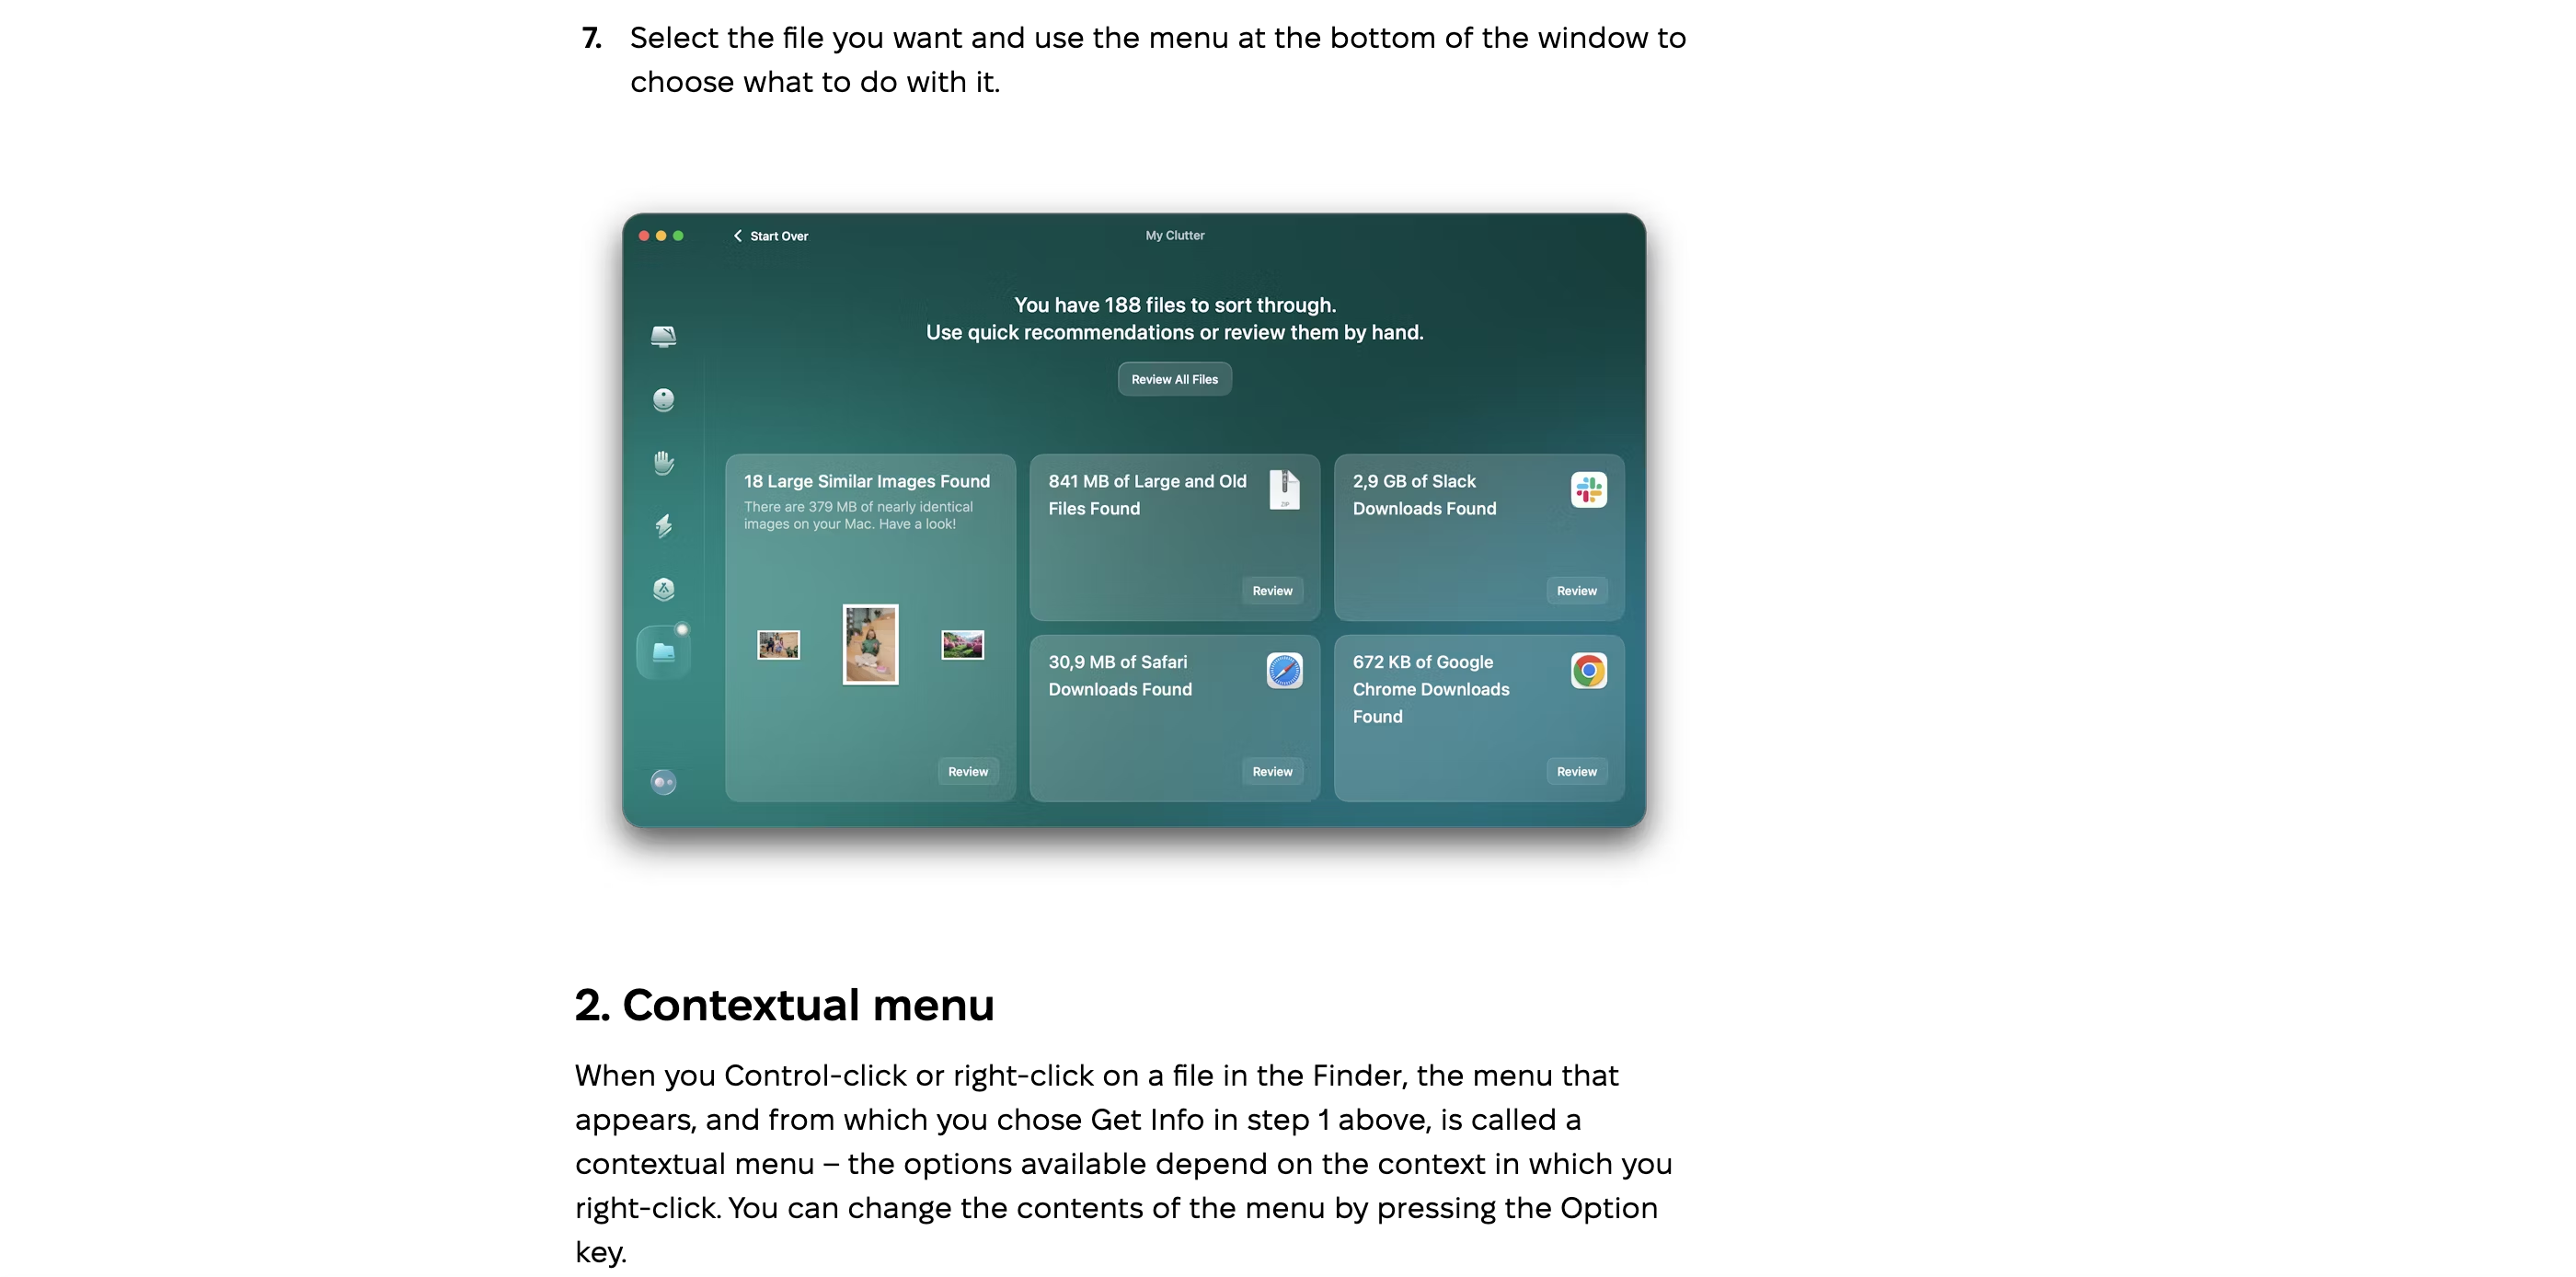 7. Select the file you want and use the menu at the bottom of the window to
choose what to do with it.
Start Over
My Clutter
You have 188 files to sort through.
Use quick recommendations or review them by hand.
Review All Files
18 Large Similar Images Found
There are 379 MB of nearly identical
images on your Mac. Have a look!
Review
841 MB of Large and Old
Files Found
ZIP
Review
2,9 GB of Slack
Downloads Found
Review
30,9 MB of Safari
Downloads Found
Review
672 KB of Google
Chrome Downloads
Found
Review
2. Contextual menu
When you Control-click or right-click on a file in the Finder, the menu that
appears, and from which you chose Get Info in step 1 above, is called a
contextual menu – the options available depend on the context in which you
right-click. You can change the contents of the menu by pressing the Option
key.